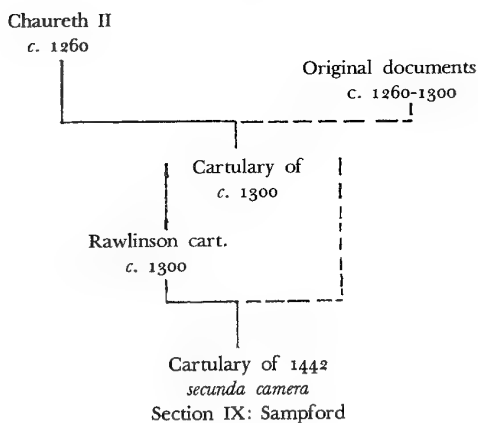 Chaureth II
c. 1260
Original documents
c. 1260-1300
Cartulary of
c. 1300
Rawlinson cart.
c. 1300
Cartulary of 1442
secunda camera
Section IX: Sampford